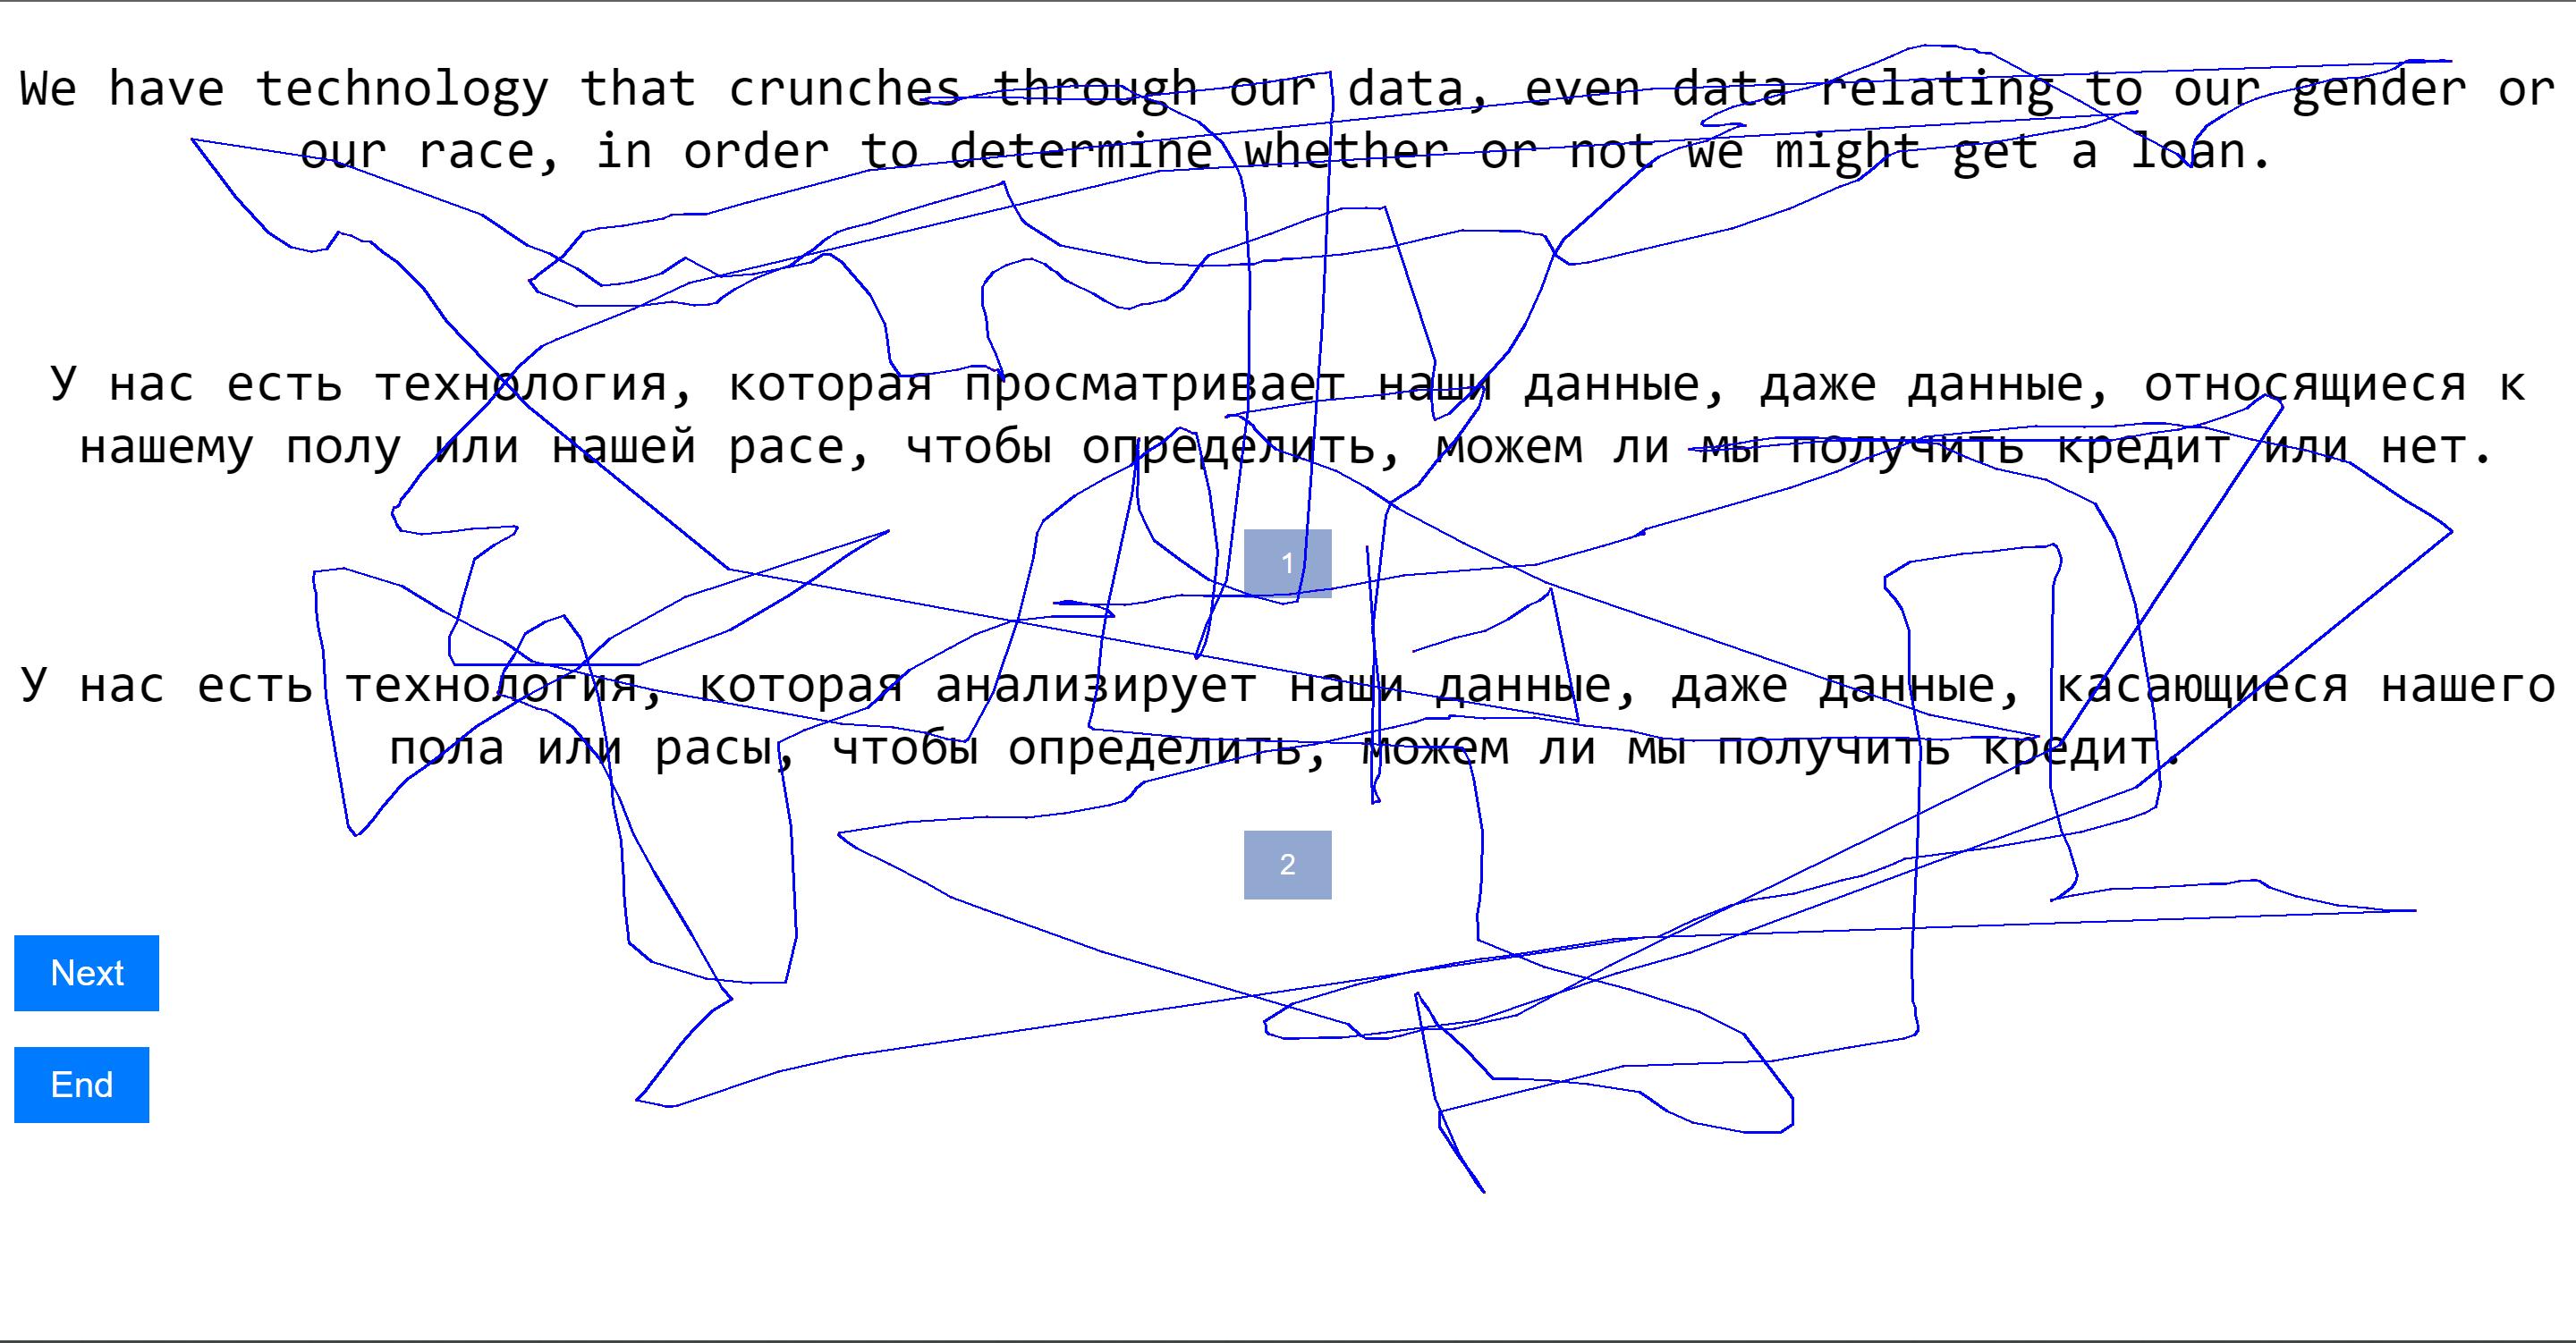 We have technology that crunches through our data, even data relating to our gender or
our race, in order to determine whether or not we might get a loan.
У нас есть технология, которая просматривает наши данные, даже данные, относящиеся к
нашему полу или нашей расе, чтобы определить, можем ли мы получить кредит или нет.
1
У нас есть технология, которая анализирует наши данные, даже данные, касающиеся нашего
пола или расы, чтобы определить, можем ли мы получить кредит.
2
Next
End